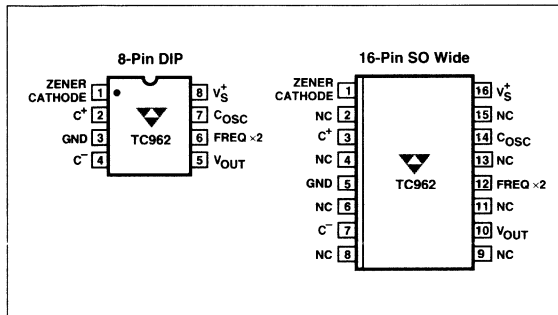 8-Pin DIP
ZENER CATHODE 1
C+ 2
GND 3
C− 4
TC962
8 V+S
7 COSC
6 FREQ ×2
5 VOUT
16-Pin SO Wide
ZENER CATHODE 1
NC 2
C+ 3
NC 4
GND 5
NC 6
C− 7
NC 8
TC962
16 V+S
15 NC
14 COSC
13 NC
12 FREQ ×2
11 NC
10 VOUT
9 NC